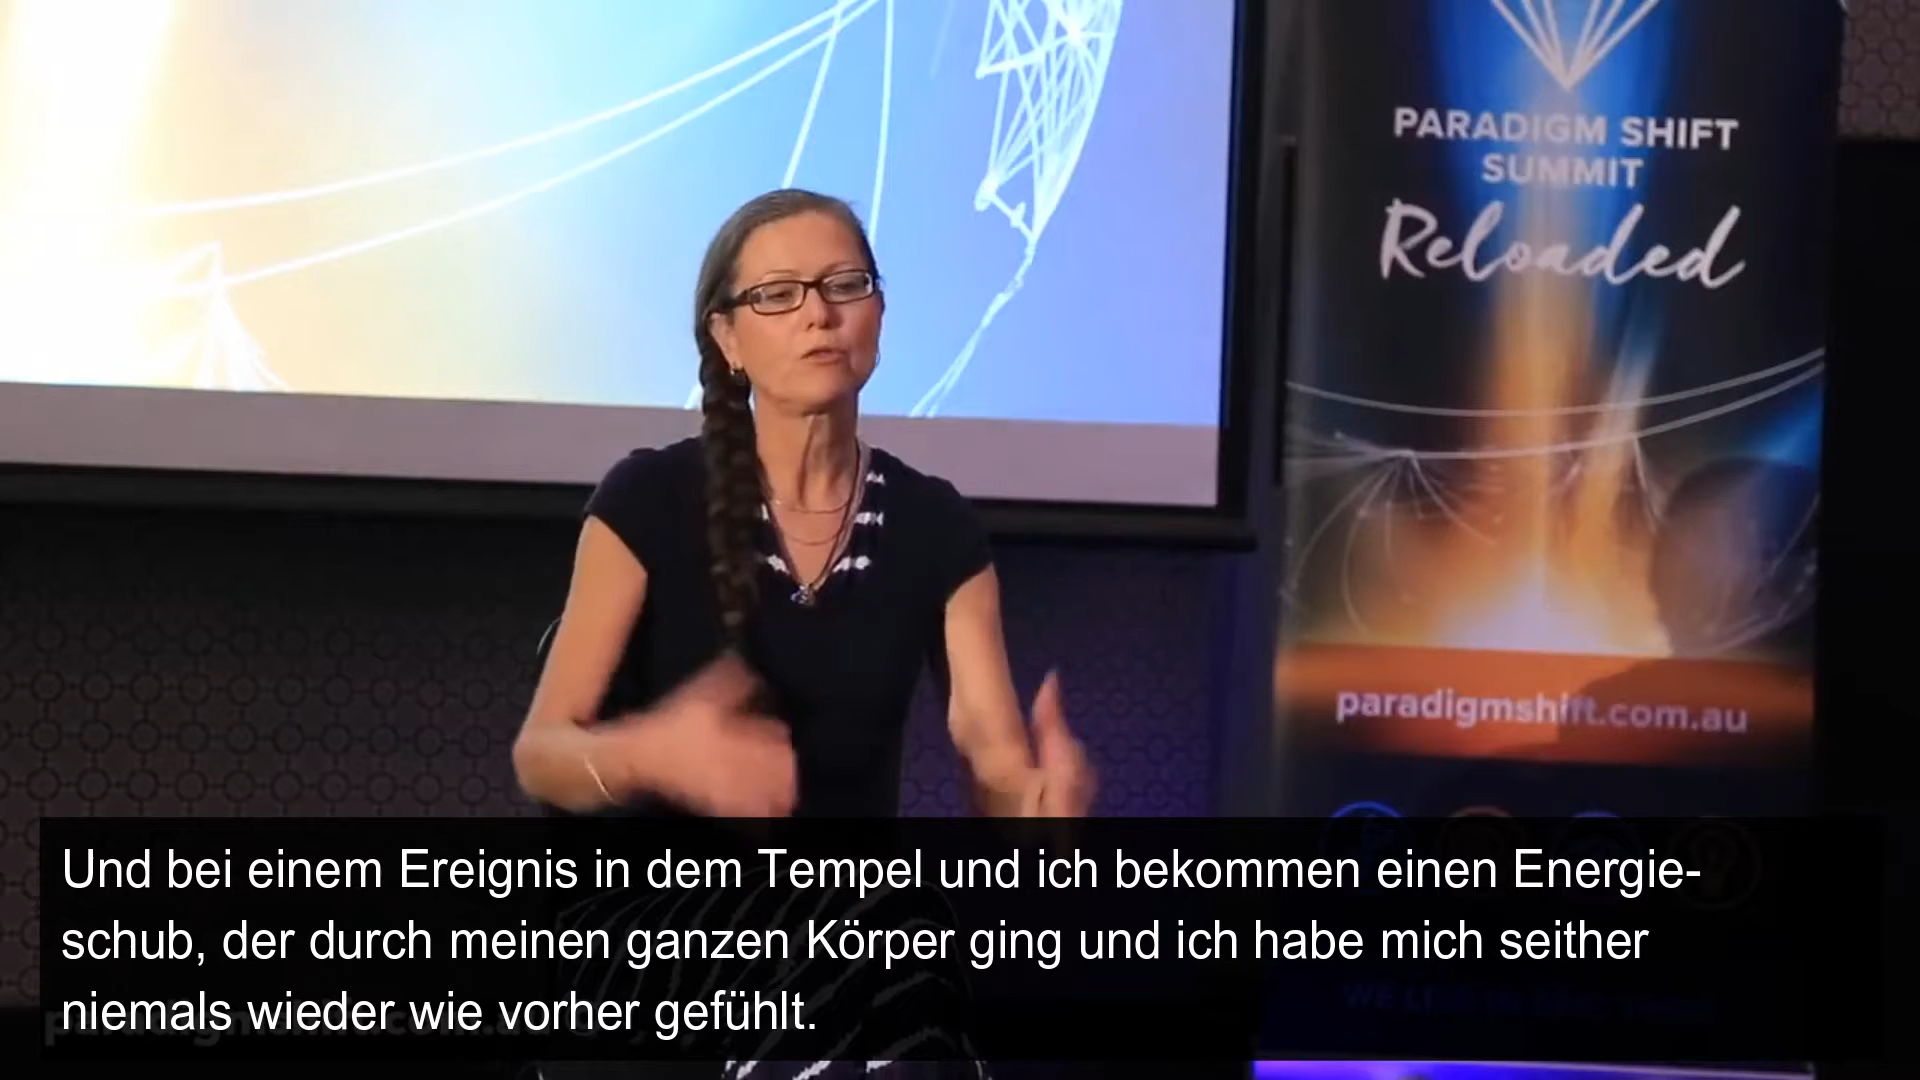 PARADIGM SHIFT
SUMMIT
Reloaded
paradigmshift.com.au
Und bei einem Ereignis in dem Tempel und ich bekommen einen Energie-
schub, der durch meinen ganzen Körper ging und ich habe mich seither
niemals wieder wie vorher gefühlt.